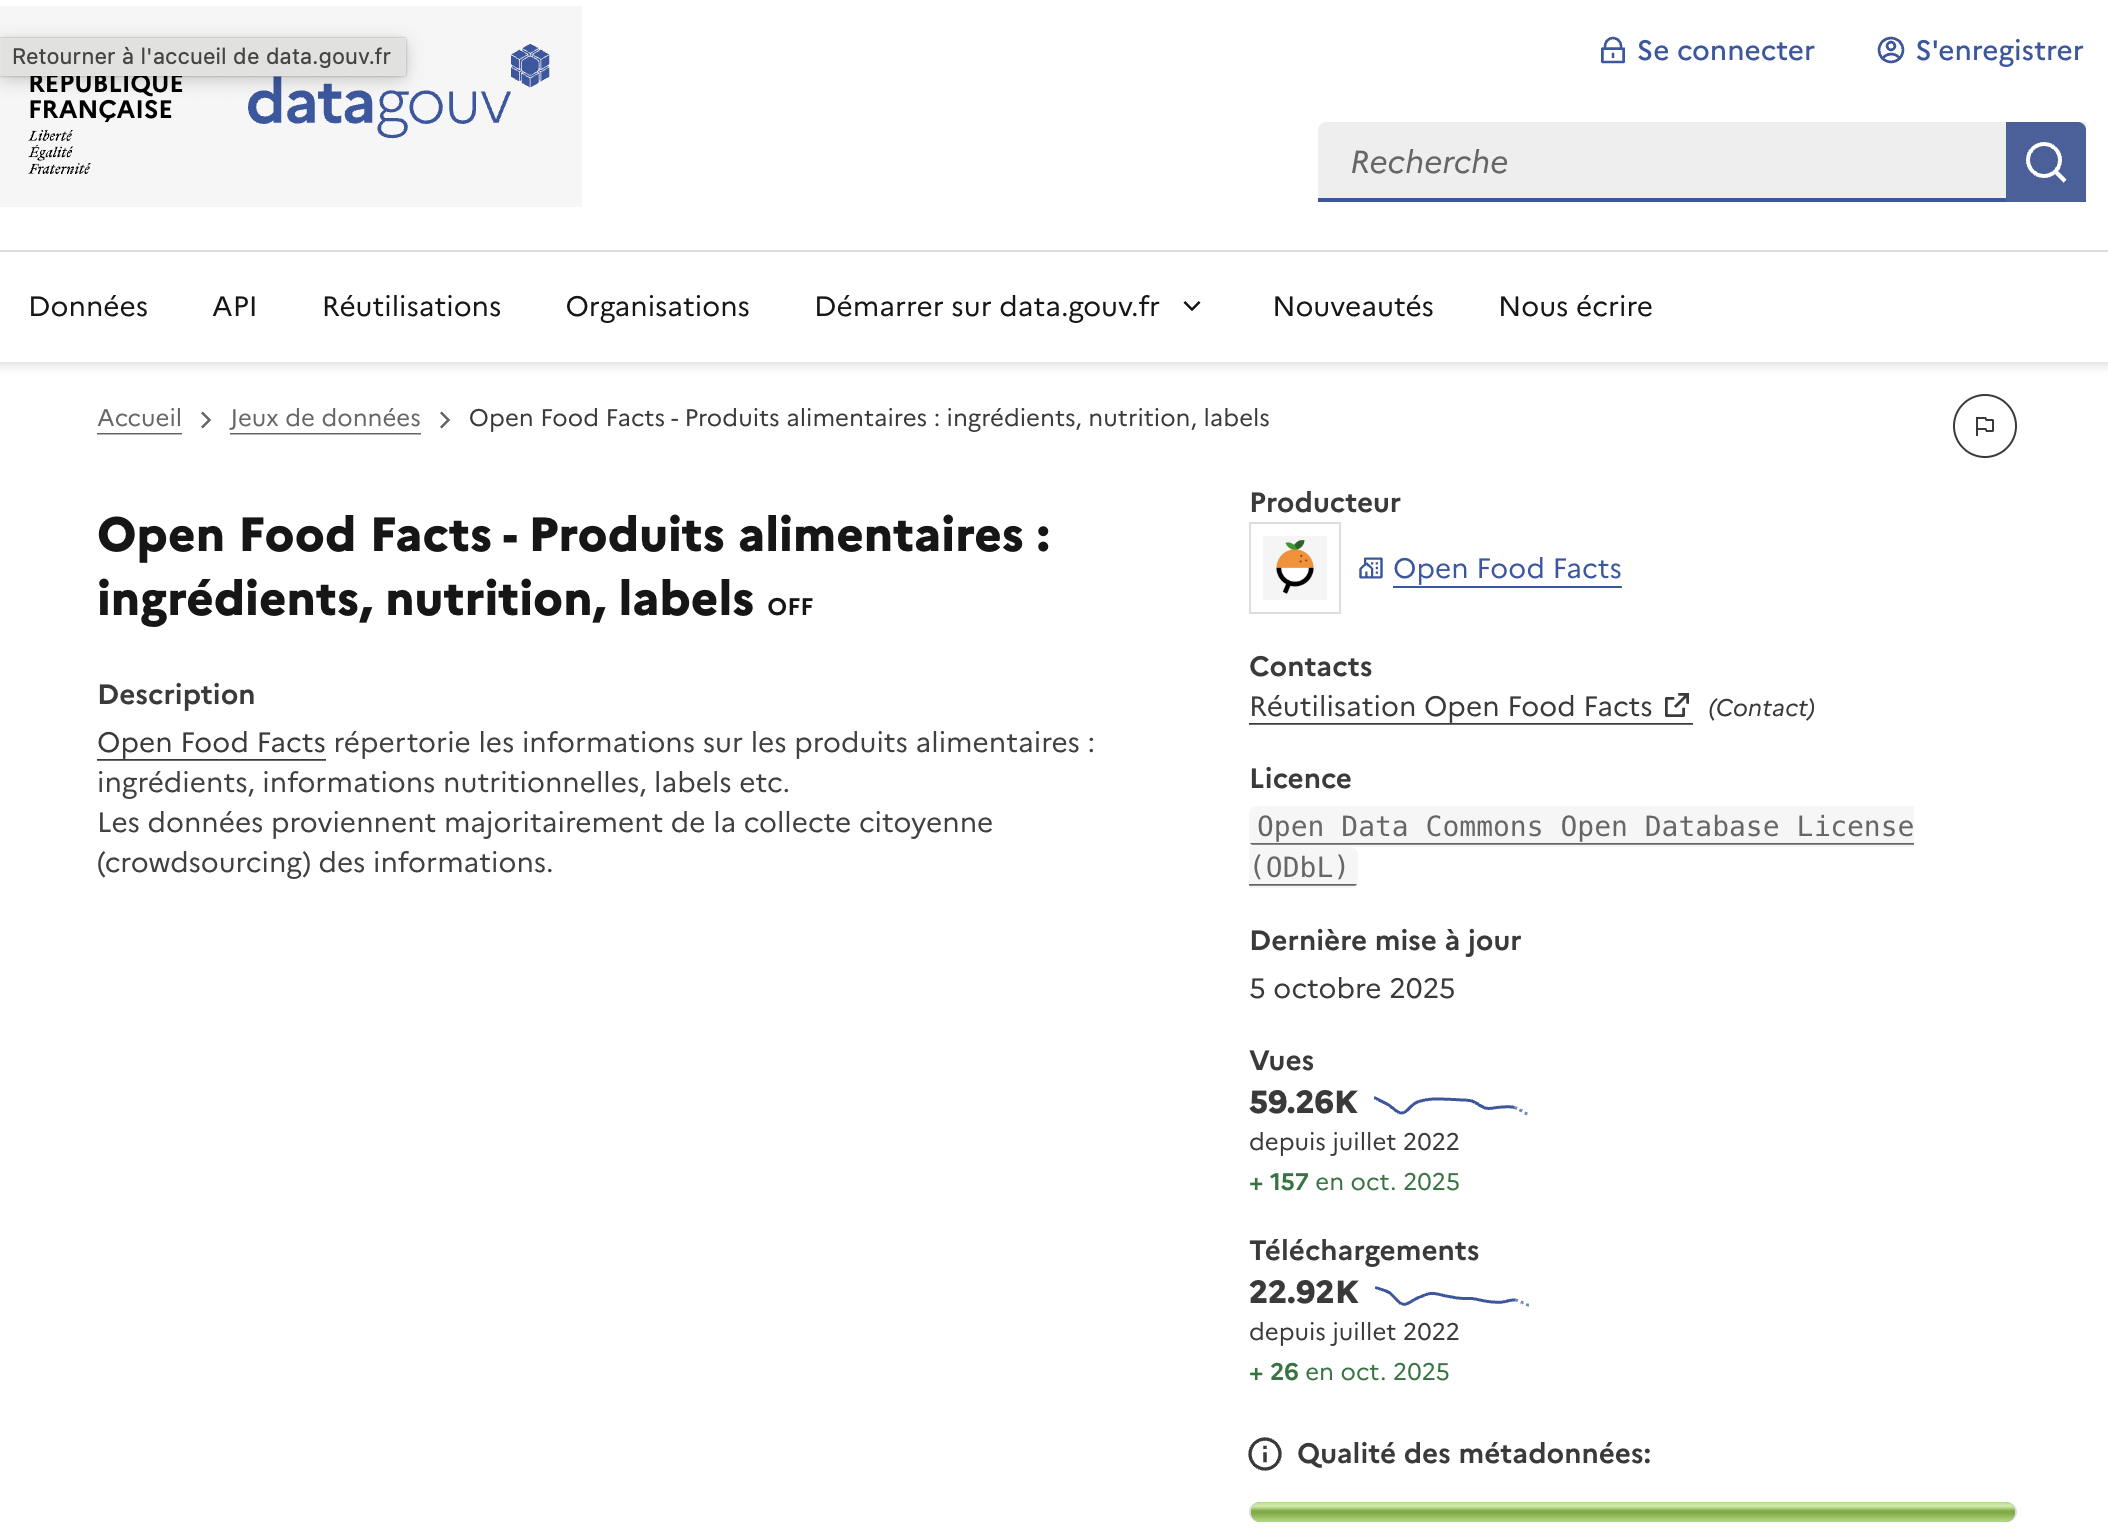 Retourner à l'accueil de data.gouv.fr
RÉPUBLIQUE
FRANÇAISE
Liberté
Égalité
Fraternité
datagouv
Se connecter
S'enregistrer
Recherche
Données
API
Réutilisations
Organisations
Démarrer sur data.gouv.fr
Nouveautés
Nous écrire
Accueil > Jeux de données > Open Food Facts - Produits alimentaires : ingrédients, nutrition, labels
Open Food Facts - Produits alimentaires :
ingrédients, nutrition, labels OFF
Description
Open Food Facts répertorie les informations sur les produits alimentaires :
ingrédients, informations nutritionnelles, labels etc.
Les données proviennent majoritairement de la collecte citoyenne
(crowdsourcing) des informations.
Producteur
Open Food Facts
Contacts
Réutilisation Open Food Facts (Contact)
Licence
Open Data Commons Open Database License
(ODbL)
Dernière mise à jour
5 octobre 2025
Vues
59.26K
depuis juillet 2022
+ 157 en oct. 2025
Téléchargements
22.92K
depuis juillet 2022
+ 26 en oct. 2025
Qualité des métadonnées: